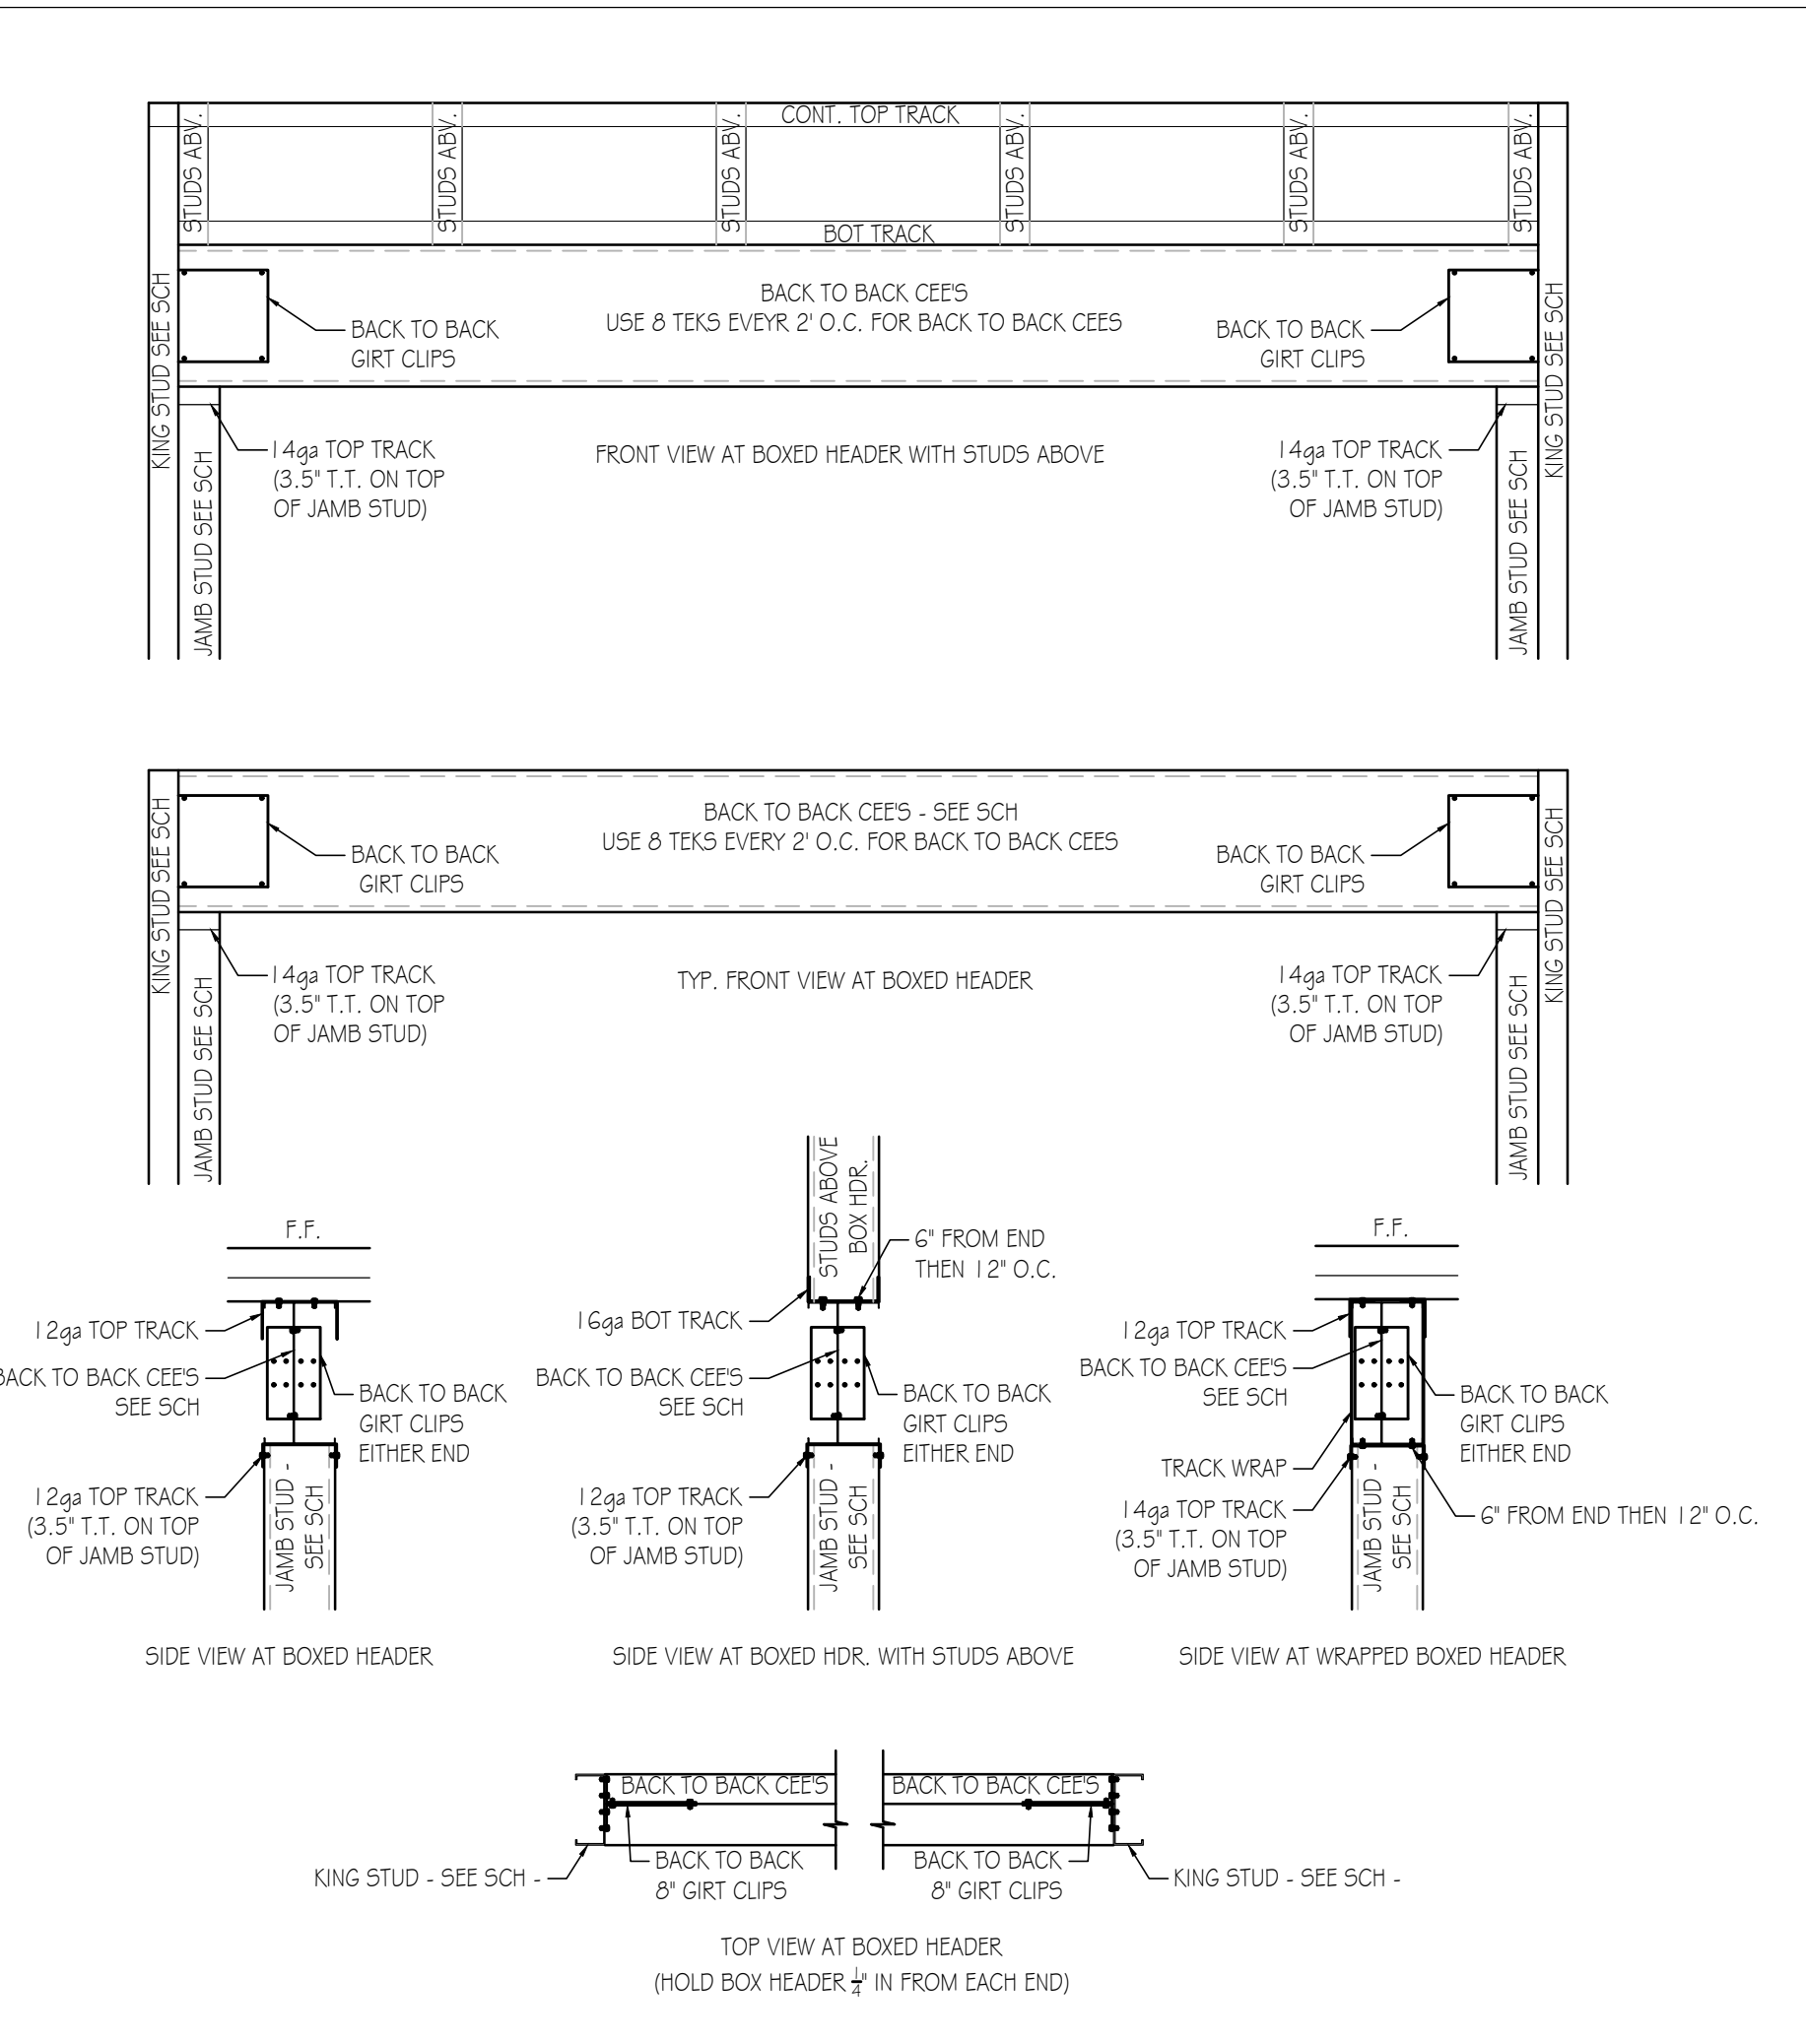 CONT. TOP TRACK
STUDS ABV.
STUDS ABV.
STUDS ABV.
STUDS ABV.
STUDS ABV.
STUDS ABV.
BOT TRACK
KING STUD SEE SCH
BACK TO BACK CEE'S
USE 8 TEKS EVEYR 2' O.C. FOR BACK TO BACK CEES
BACK TO BACK
GIRT CLIPS
BACK TO BACK
GIRT CLIPS
KING STUD SEE SCH
14ga TOP TRACK
(3.5" T.T. ON TOP
OF JAMB STUD)
FRONT VIEW AT BOXED HEADER WITH STUDS ABOVE
14ga TOP TRACK
(3.5" T.T. ON TOP
OF JAMB STUD)
JAMB STUD SEE SCH
JAMB STUD SEE SCH
KING STUD SEE SCH
BACK TO BACK CEE'S - SEE SCH
USE 8 TEKS EVERY 2' O.C. FOR BACK TO BACK CEES
BACK TO BACK
GIRT CLIPS
BACK TO BACK
GIRT CLIPS
KING STUD SEE SCH
14ga TOP TRACK
(3.5" T.T. ON TOP
OF JAMB STUD)
TYP. FRONT VIEW AT BOXED HEADER
14ga TOP TRACK
(3.5" T.T. ON TOP
OF JAMB STUD)
JAMB STUD SEE SCH
JAMB STUD SEE SCH
F.F.
12ga TOP TRACK
BACK TO BACK CEE'S
SEE SCH
BACK TO BACK
GIRT CLIPS
EITHER END
12ga TOP TRACK
(3.5" T.T. ON TOP
OF JAMB STUD)
JAMB STUD -
SEE SCH
SIDE VIEW AT BOXED HEADER
STUDS ABOVE
BOX HDR.
6" FROM END
THEN 12" O.C.
16ga BOT TRACK
BACK TO BACK CEE'S
SEE SCH
BACK TO BACK
GIRT CLIPS
EITHER END
12ga TOP TRACK
(3.5" T.T. ON TOP
OF JAMB STUD)
JAMB STUD -
SEE SCH
SIDE VIEW AT BOXED HDR. WITH STUDS ABOVE
F.F.
12ga TOP TRACK
BACK TO BACK CEE'S
SEE SCH
BACK TO BACK
GIRT CLIPS
EITHER END
TRACK WRAP
14ga TOP TRACK
(3.5" T.T. ON TOP
OF JAMB STUD)
JAMB STUD -
SEE SCH
6" FROM END THEN 12" O.C.
SIDE VIEW AT WRAPPED BOXED HEADER
BACK TO BACK CEE'S
BACK TO BACK CEE'S
KING STUD - SEE SCH -
BACK TO BACK
8" GIRT CLIPS
BACK TO BACK
8" GIRT CLIPS
KING STUD - SEE SCH -
TOP VIEW AT BOXED HEADER
(HOLD BOX HEADER 1/4" IN FROM EACH END)